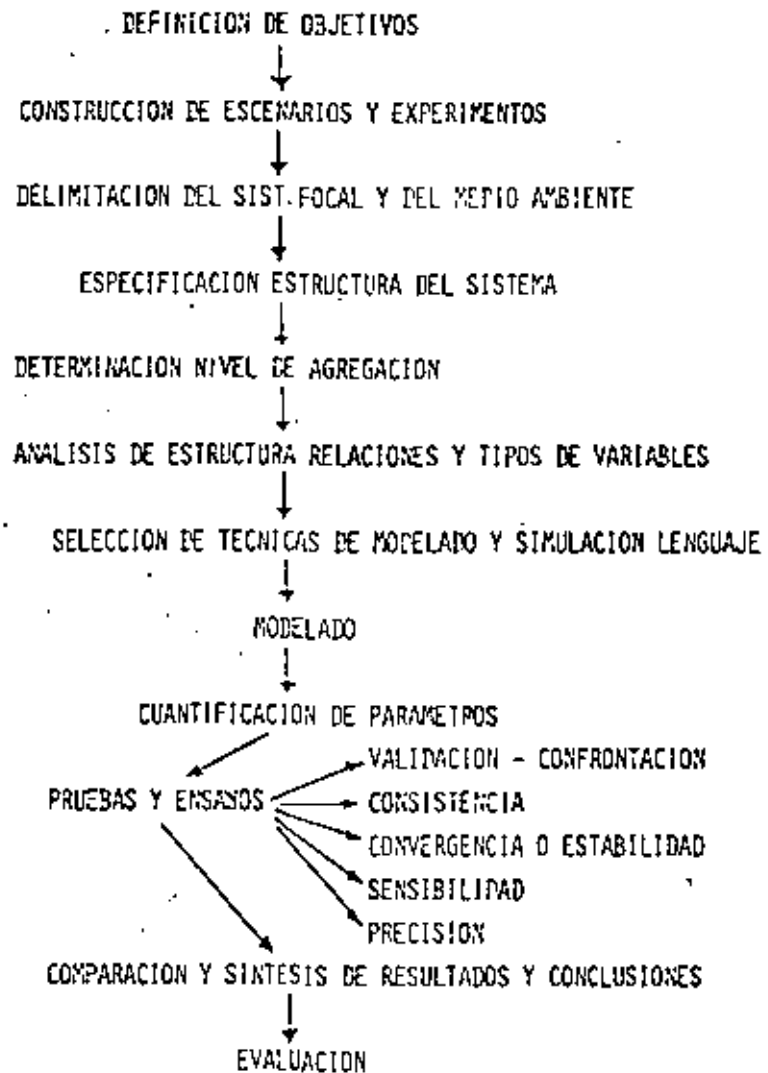 DEFINICION DE OBJETIVOS
CONSTRUCCION DE ESCENARIOS Y EXPERIMENTOS
DELIMITACION DEL SIST. FOCAL Y DEL MEDIO AMBIENTE
ESPECIFICACION ESTRUCTURA DEL SISTEMA
DETERMINACION NIVEL DE AGREGACION
ANALISIS DE ESTRUCTURA RELACIONES Y TIPOS DE VARIABLES
SELECCION DE TECNICAS DE MODELADO Y SIMULACION LENGUAJE
MODELADO
CUANTIFICACION DE PARAMETROS
VALIDACION - CONFRONTACION
PRUEBAS Y ENSAYOS
CONSISTENCIA
CONVERGENCIA O ESTABILIDAD
SENSIBILIDAD
PRECISION
COMPARACION Y SINTESIS DE RESULTADOS Y CONCLUSIONES
EVALUACION